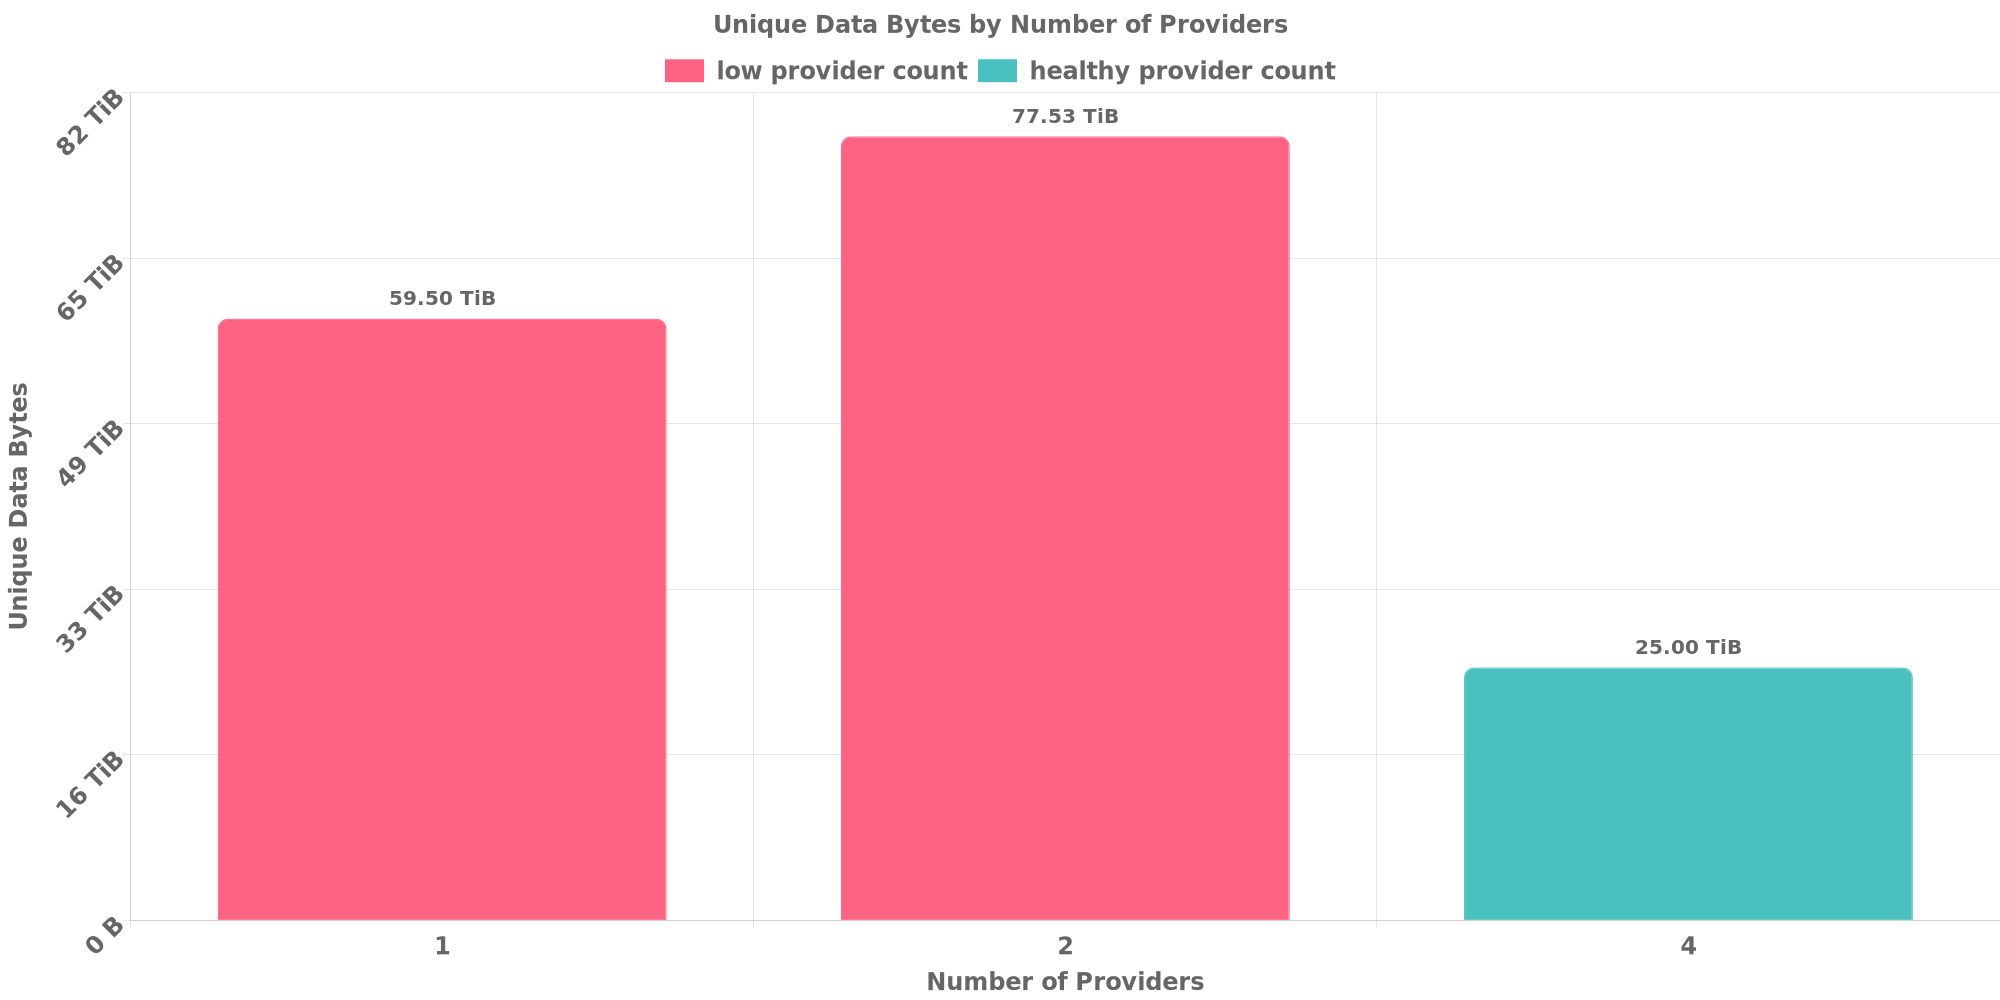 Unique Data Bytes by Number of Providers
low provider count healthy provider count
82 TiB
65 TiB
49 TiB
33 TiB
16 TiB
0 B
Unique Data Bytes
59.50 TiB
77.53 TiB
25.00 TiB
1 2 4
Number of Providers